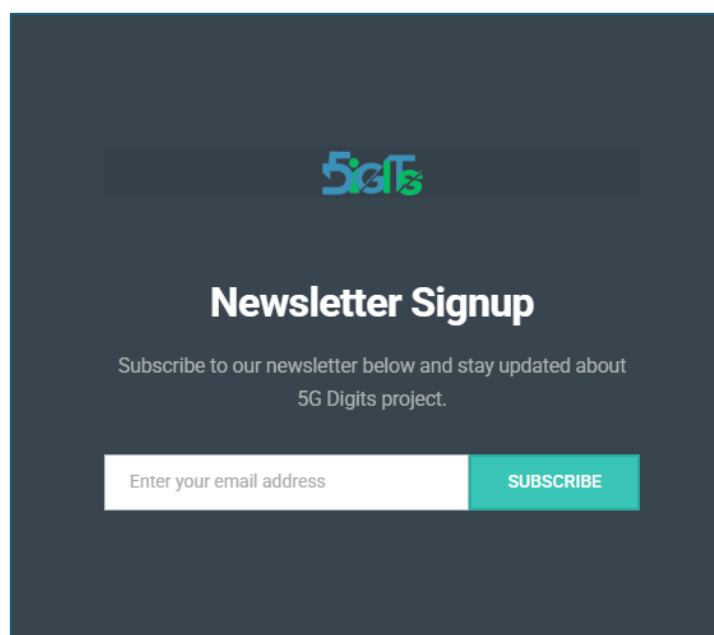 5iGITs
Newsletter Signup
Subscribe to our newsletter below and stay updated about
5G Digits project.
Enter your email address
SUBSCRIBE